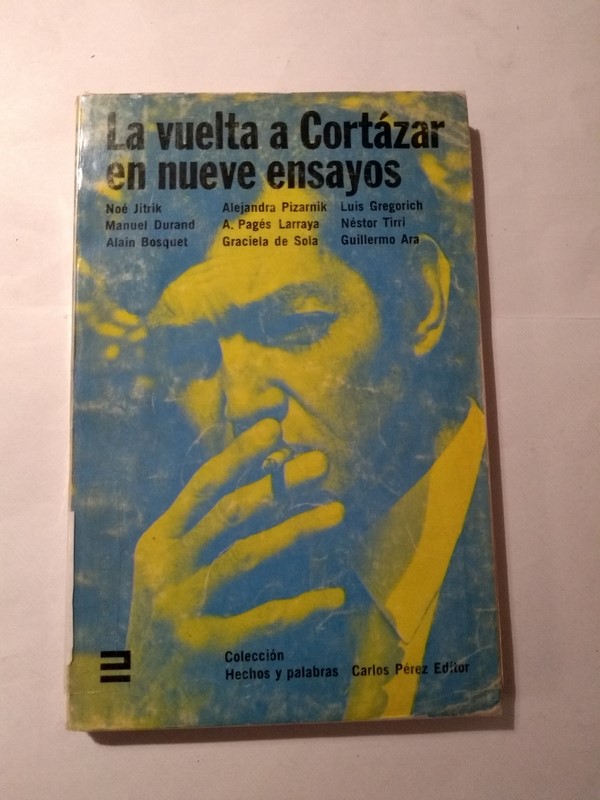 La vuelta a Cortázar
en nueve ensayos
Noé Jitrik
Manuel Durand
Alain Bosquet
Alejandra Pizarnik
A. Pagés Larraya
Graciela de Sola
Luis Gregorich
Néstor Tirri
Guillermo Ara
Colección
Hechos y palabras
Carlos Pérez Editor